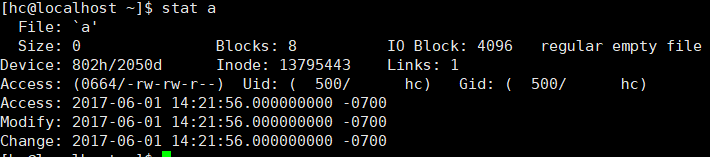 [hc@localhost ~]$ stat a
  File: `a'
  Size: 0               Blocks: 8          IO Block: 4096   regular empty file
Device: 802h/2050d      Inode: 13795443    Links: 1
Access: (0664/-rw-rw-r--)  Uid: (  500/      hc)   Gid: (  500/      hc)
Access: 2017-06-01 14:21:56.000000000 -0700
Modify: 2017-06-01 14:21:56.000000000 -0700
Change: 2017-06-01 14:21:56.000000000 -0700
[hc@localhost ~]$